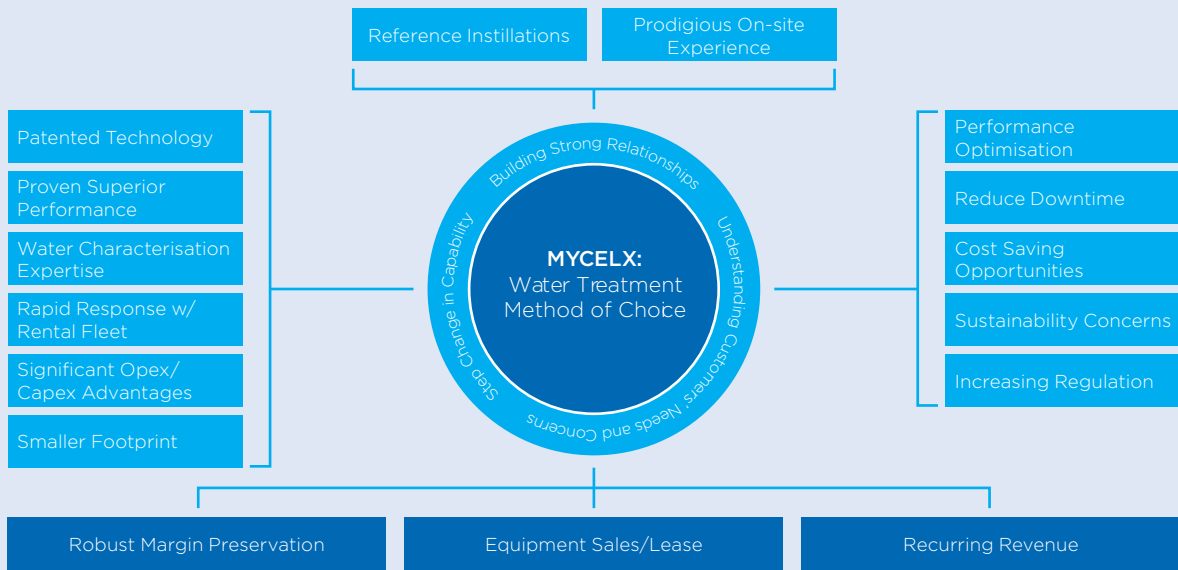 Reference Instillations
Prodigious On-site
Experience
Patented Technology
Proven Superior
Performance
Water Characterisation
Expertise
Rapid Response w/
Rental Fleet
Significant Opex/
Capex Advantages
Smaller Footprint
Building Strong Relationships
Understanding Customers' Needs and Concerns
Step Change in Capability
MYCELX:
Water Treatment
Method of Choice
Performance
Optimisation
Reduce Downtime
Cost Saving
Opportunities
Sustainability Concerns
Increasing Regulation
Robust Margin Preservation
Equipment Sales/Lease
Recurring Revenue